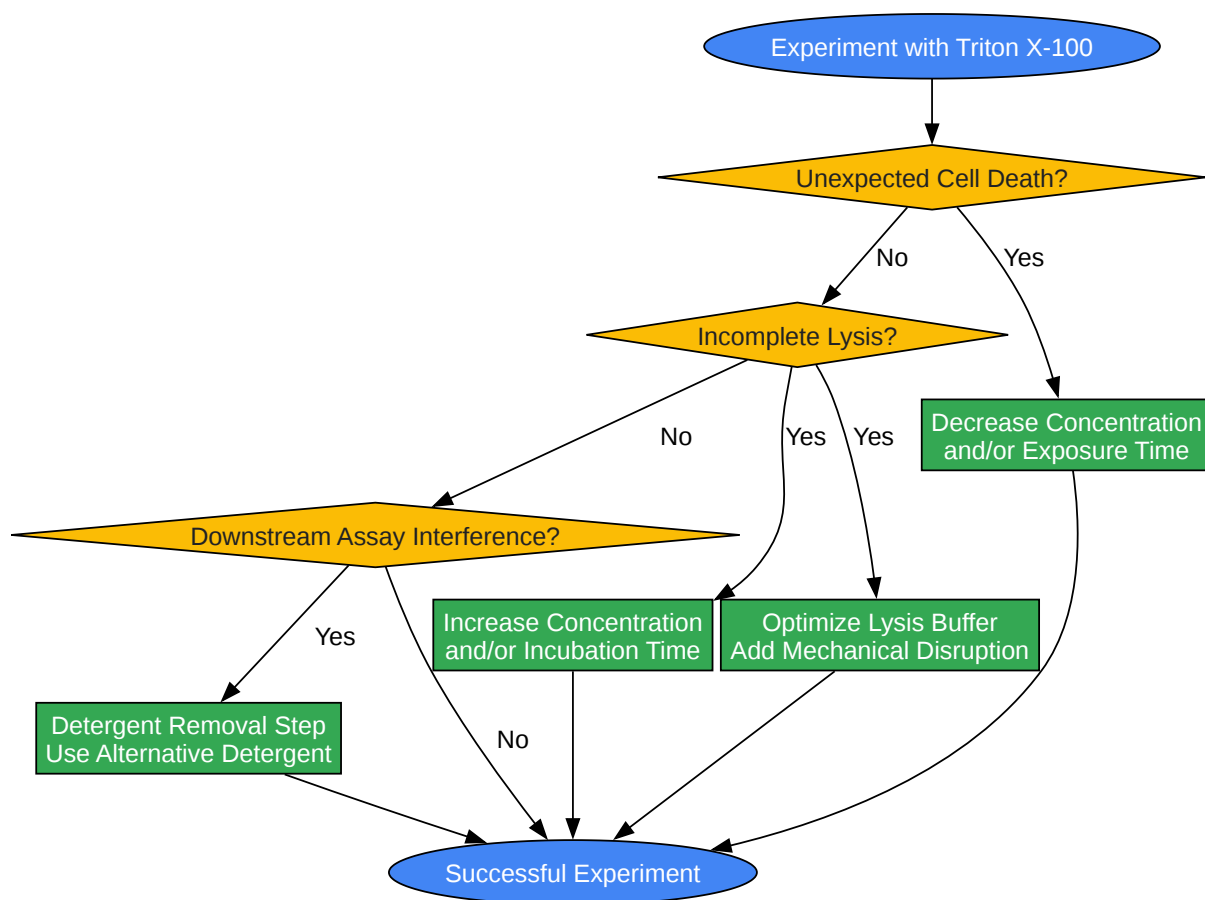 Experiment with Triton X-100
Unexpected Cell Death?
No
Yes
Incomplete Lysis?
Decrease Concentration
and/or Exposure Time
No
Yes
Yes
Downstream Assay Interference?
Increase Concentration
and/or Incubation Time
Optimize Lysis Buffer
Add Mechanical Disruption
Yes
Detergent Removal Step
Use Alternative Detergent
No
Successful Experiment